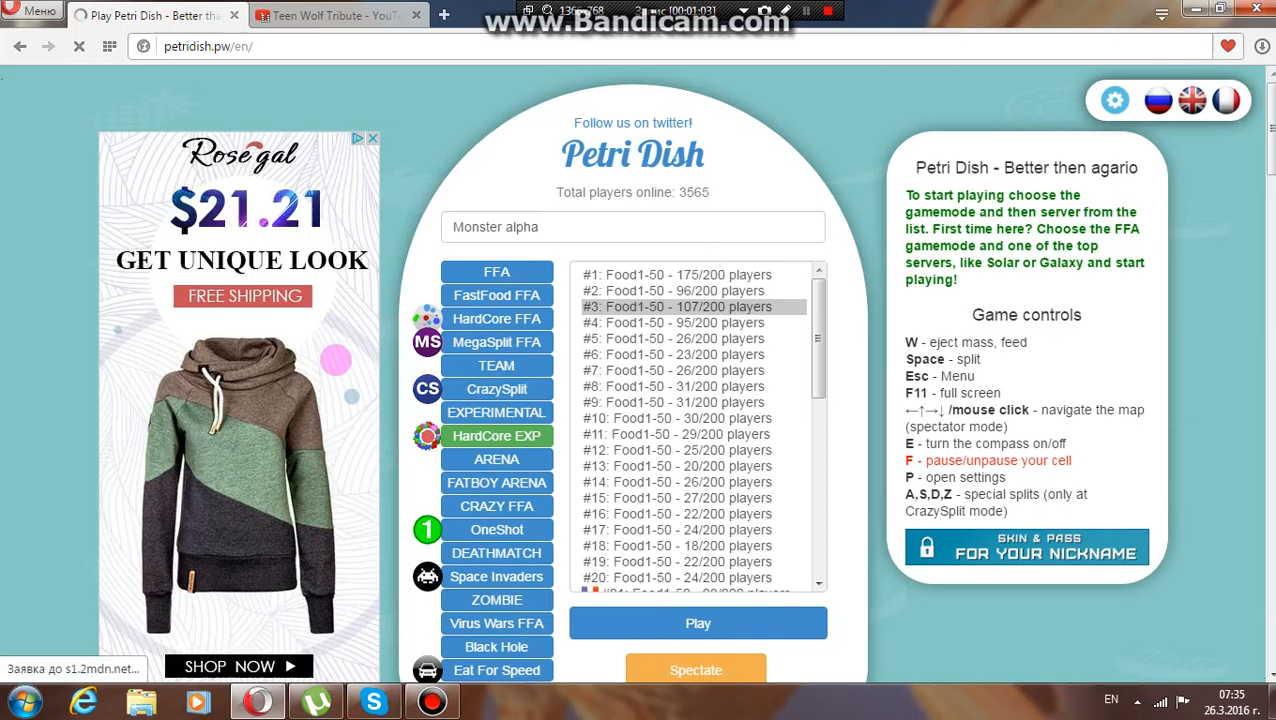 Меню
Play Petri Dish - Better tha
Teen Wolf Tribute - YouT
www.Bandicam.com
petridish.pw/en/
Rosegal
$21.21
GET UNIQUE LOOK
FREE SHIPPING
SHOP NOW
Follow us on twitter!
Petri Dish
Total players online: 3565
Monster alpha
FFA
FastFood FFA
HardCore FFA
MS
MegaSplit FFA
TEAM
CS
CrazySplit
EXPERIMENTAL
HardCore EXP
ARENA
FATBOY ARENA
CRAZY FFA
1
OneShot
DEATHMATCH
Space Invaders
ZOMBIE
Virus Wars FFA
Black Hole
Eat For Speed
#1: Food1-50 - 175/200 players
#2: Food1-50 - 96/200 players
#3: Food1-50 - 107/200 players
#4: Food1-50 - 95/200 players
#5: Food1-50 - 26/200 players
#6: Food1-50 - 23/200 players
#7: Food1-50 - 26/200 players
#8: Food1-50 - 31/200 players
#9: Food1-50 - 31/200 players
#10: Food1-50 - 30/200 players
#11: Food1-50 - 29/200 players
#12: Food1-50 - 25/200 players
#13: Food1-50 - 20/200 players
#14: Food1-50 - 26/200 players
#15: Food1-50 - 27/200 players
#16: Food1-50 - 22/200 players
#17: Food1-50 - 24/200 players
#18: Food1-50 - 18/200 players
#19: Food1-50 - 22/200 players
#20: Food1-50 - 24/200 players
Play
Spectate
Petri Dish - Better then agario
To start playing choose the
gamemode and then server from the
list. First time here? Choose the FFA
gamemode and one of the top
servers, like Solar or Galaxy and start
playing!
Game controls
W - eject mass, feed
Space - split
Esc - Menu
F11 - full screen
←↑→↓ /mouse click - navigate the map
(spectator mode)
E - turn the compass on/off
F - pause/unpause your cell
P - open settings
A,S,D,Z - special splits (only at
CrazySplit mode)
SKIN & PASS
FOR YOUR NICKNAME
Заявка до s1.2mdn.net...
EN
07:35
26.3.2016 г.